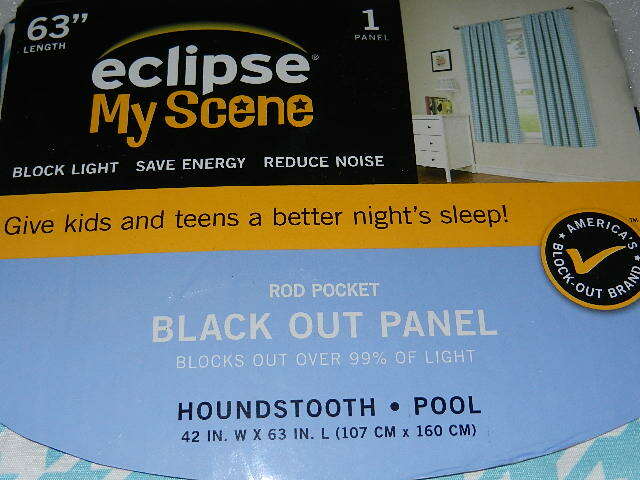 63"
LENGTH
1
PANEL
eclipse®
My Scene
BLOCK LIGHT SAVE ENERGY REDUCE NOISE
Give kids and teens a better night's sleep!
AMERICA'S
BLOCK-OUT BRAND
™
ROD POCKET
BLACK OUT PANEL
BLOCKS OUT OVER 99% OF LIGHT
HOUNDSTOOTH • POOL
42 IN. W X 63 IN. L (107 CM x 160 CM)